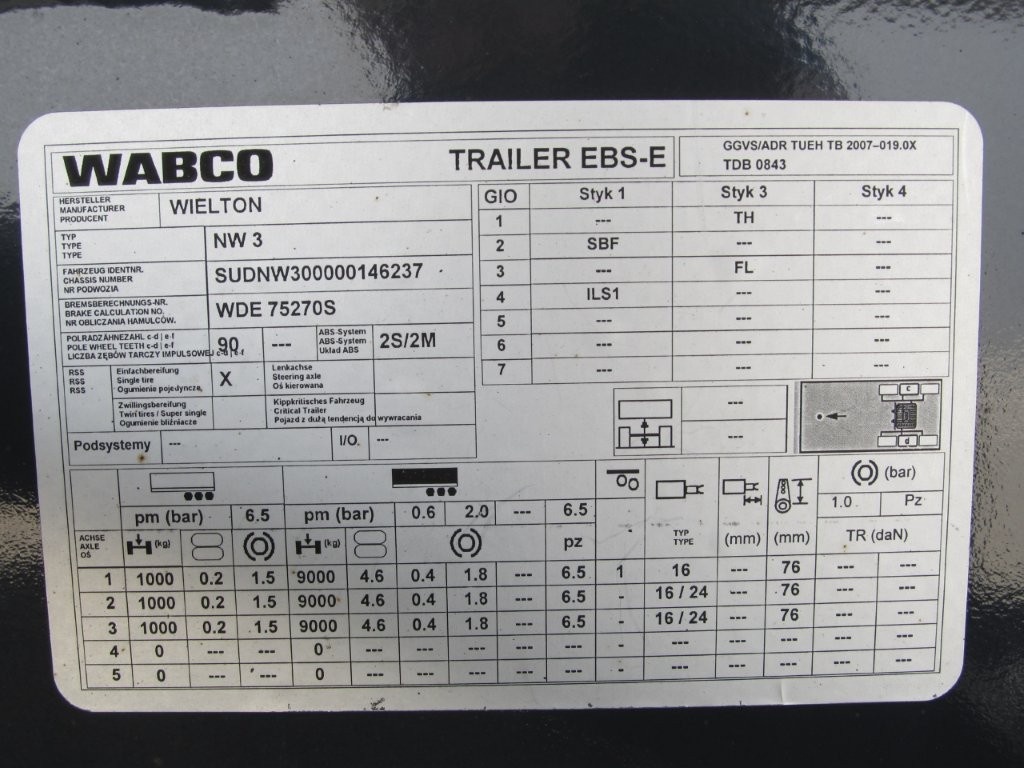 WABCO TRAILER EBS-E GGVS/ADR TUEH TB 2007-019.0X
TDB 0843
HERSTELLER
MANUFACTURER
PRODUCENT
WIELTON
TYP
TYPE
TYPE
NW 3
FAHRZEUG IDENTNR.
CHASSIS NUMBER
NR PODWOZIA
SUDNW300000146237
BREMSBERECHNUNGS-NR.
BRAKE CALCULATION NO.
NR OBLICZANIA HAMULCÓW.
WDE 75270S
POLRADZÄHNEZAHL c-d | e-f
POLE WHEEL TEETH c-d | e-f
LICZBA ZĘBÓW TARCZY IMPULSOWEJ c-d | e-f
90 ---
ABS-System
ABS-System
Układ ABS
2S/2M
RSS
RSS
RSS
Einfachbereifung
Single tire
Ogumienie pojedyncze
X
Lenkachse
Steering axle
Oś kierowana
Zwillingsbereifung
Twin tires / Super single
Ogumienie bliźniacze
Kippkritisches Fahrzeug
Critical Trailer
Pojazd z dużą tendencją do wywracania
Podsystemy --- I/O. ---
GIO Styk 1 Styk 3 Styk 4
1 --- TH ---
2 SBF --- ---
3 --- FL ---
4 ILS1 --- ---
5 --- --- ---
6 --- --- ---
7 --- --- ---
---
---
c
d
(bar)
pm (bar) 6.5 pm (bar) 0.6 2.0 --- 6.5 1.0 Pz
ACHSE
AXLE
OŚ
(kg) (kg) pz -
TYP
TYPE
(mm) (mm) TR (daN)
1 1000 0.2 1.5 9000 4.6 0.4 1.8 --- 6.5 1 16 --- 76 --- ---
2 1000 0.2 1.5 9000 4.6 0.4 1.8 --- 6.5 - 16 / 24 --- 76 --- ---
3 1000 0.2 1.5 9000 4.6 0.4 1.8 --- 6.5 - 16 / 24 --- 76 --- ---
4 0 --- --- 0 --- --- --- --- --- - --- --- --- --- ---
5 0 --- --- 0 --- --- --- --- --- - --- --- --- --- ---